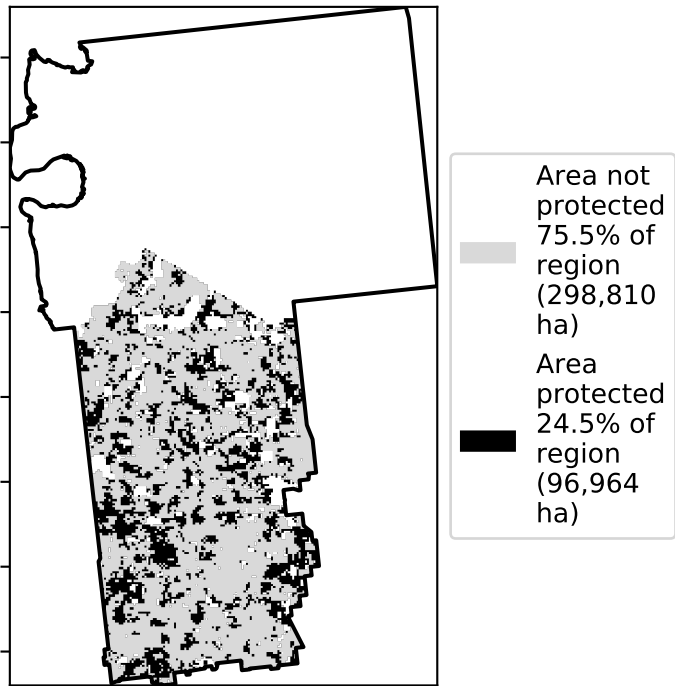 Area not
protected
75.5% of
region
(298,810
ha)
Area
protected
24.5% of
region
(96,964
ha)